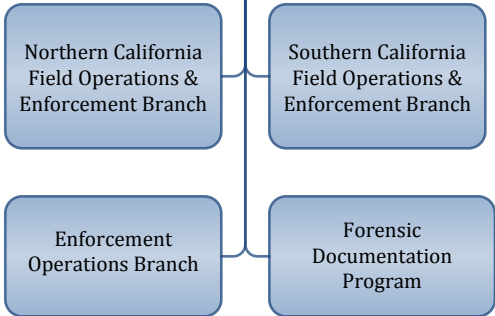 Northern California
Field Operations &
Enforcement Branch
Southern California
Field Operations &
Enforcement Branch
Enforcement
Operations Branch
Forensic
Documentation
Program